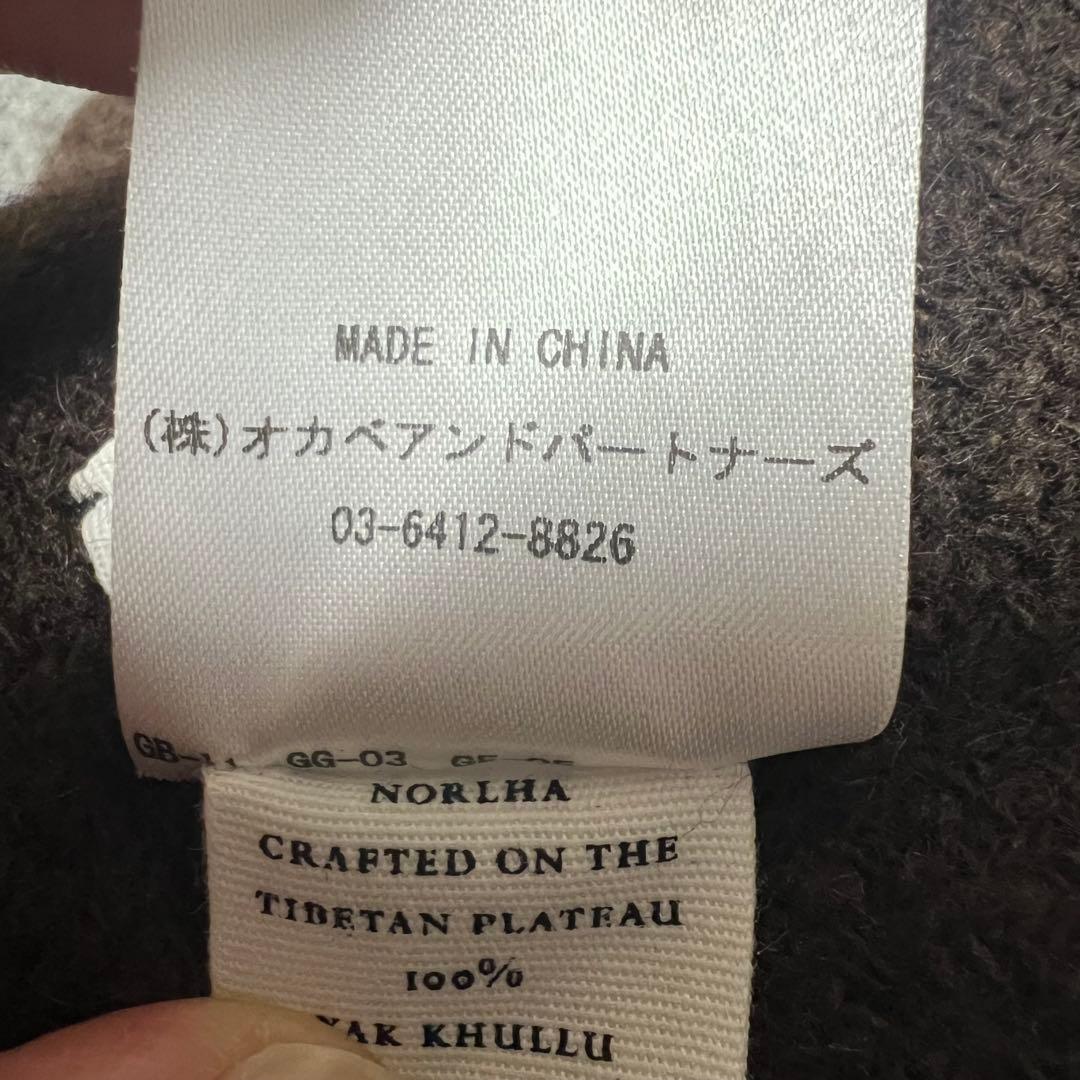 MADE IN CHINA
(株)オカベアンドパートナーズ
03-6412-8826
GG-03
NORLHA
CRAFTED ON THE
TIBETAN PLATEAU
100%
YAK KHULLU